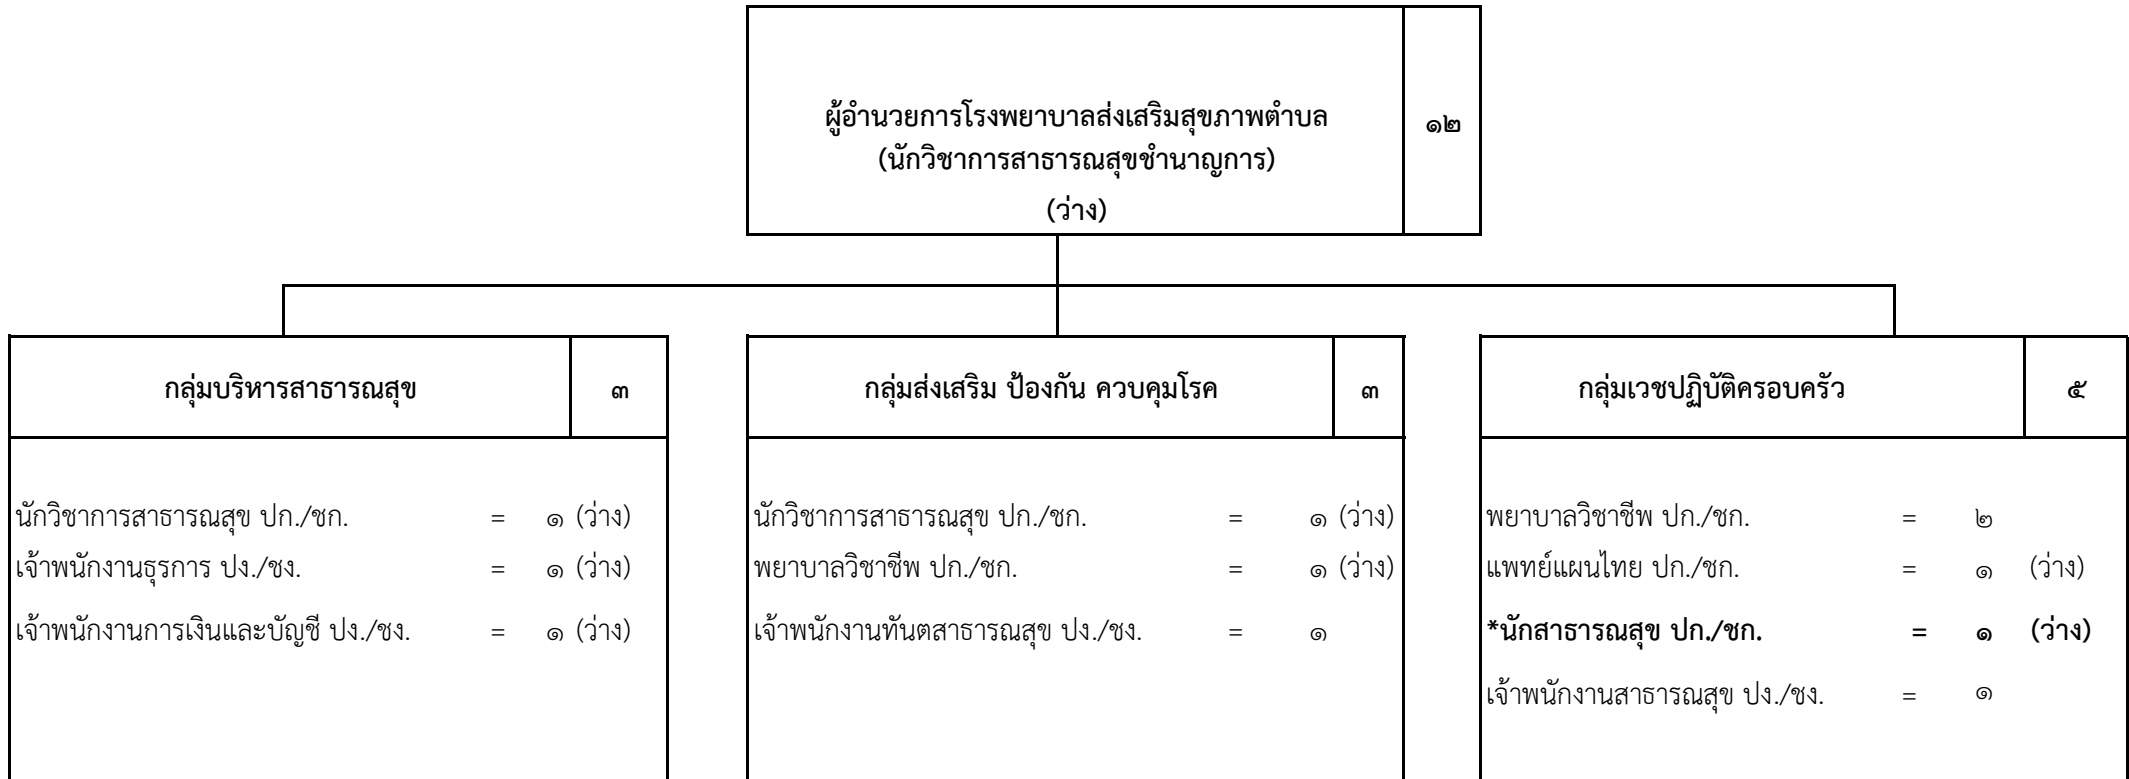 ผู้อำนวยการโรงพยาบาลส่งเสริมสุขภาพตำบล
(นักวิชาการสาธารณสุขชำนาญการ)
(ว่าง)
๑๒
กลุ่มบริหารสาธารณสุข ๓
นักวิชาการสาธารณสุข ปก./ชก. = ๑ (ว่าง)
เจ้าพนักงานธุรการ ปง./ชง. = ๑ (ว่าง)
เจ้าพนักงานการเงินและบัญชี ปง./ชง. = ๑ (ว่าง)
กลุ่มส่งเสริม ป้องกัน ควบคุมโรค ๓
นักวิชาการสาธารณสุข ปก./ชก. = ๑ (ว่าง)
พยาบาลวิชาชีพ ปก./ชก. = ๑ (ว่าง)
เจ้าพนักงานทันตสาธารณสุข ปง./ชง. = ๑
กลุ่มเวชปฏิบัติครอบครัว ๕
พยาบาลวิชาชีพ ปก./ชก. = ๒
แพทย์แผนไทย ปก./ชก. = ๑ (ว่าง)
*นักสาธารณสุข ปก./ชก. = ๑ (ว่าง)
เจ้าพนักงานสาธารณสุข ปง./ชง. = ๑